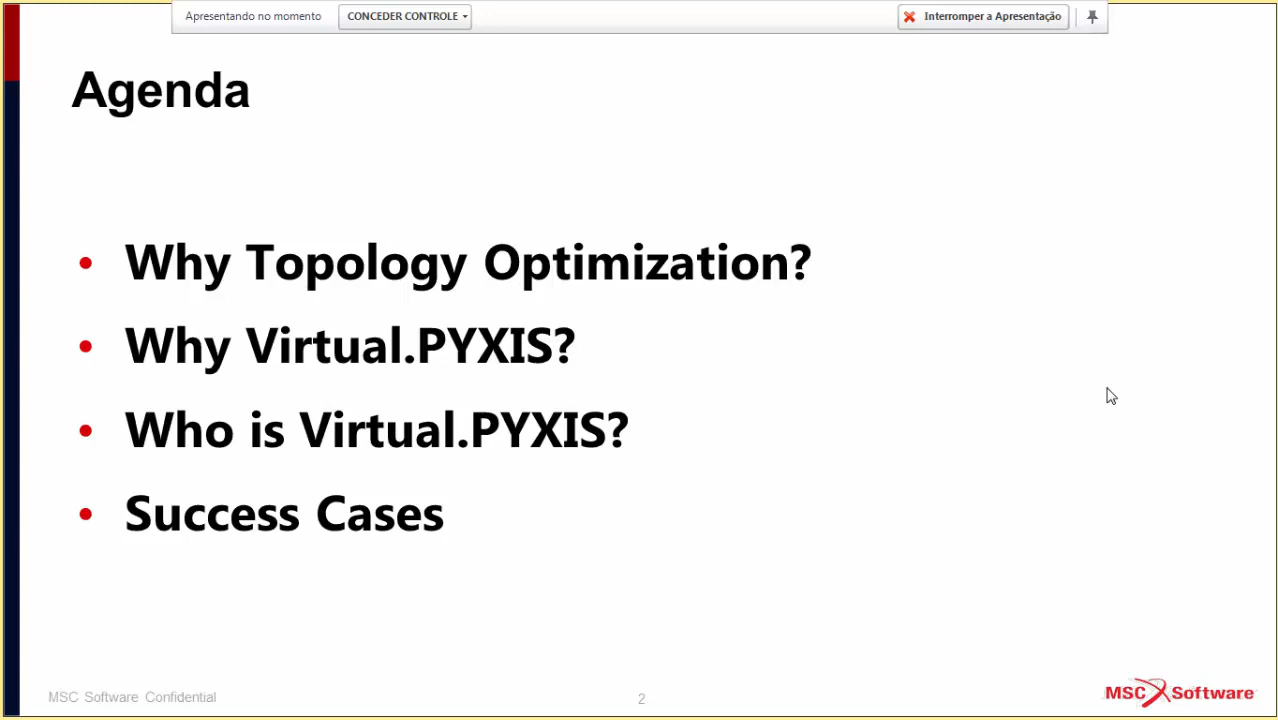 Apresentando no momento CONCEDER CONTROLE Interromper a Apresentação
Agenda
• Why Topology Optimization?
• Why Virtual.PYXIS?
• Who is Virtual.PYXIS?
• Success Cases
MSC Software Confidential 2 MSC Software